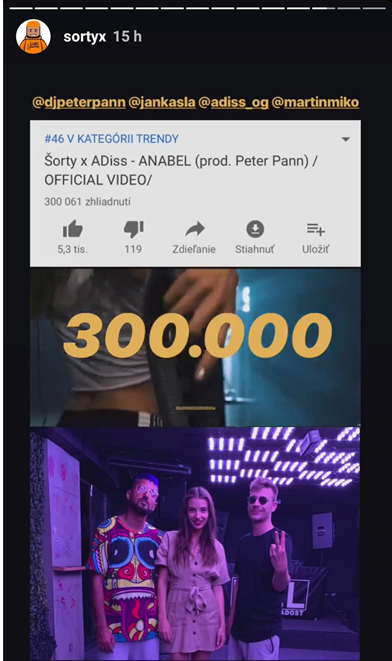 sortyx 15 h
@djpeterpann @jankasla @adiss_og @martinmiko
#46 V KATEGÓRII TRENDY
Šorty x ADiss - ANABEL (prod. Peter Pann) /
OFFICIAL VIDEO/
300 061 zhliadnutí
5,3 tis. 119 Zdieľanie Stiahnuť Uložiť
300.000